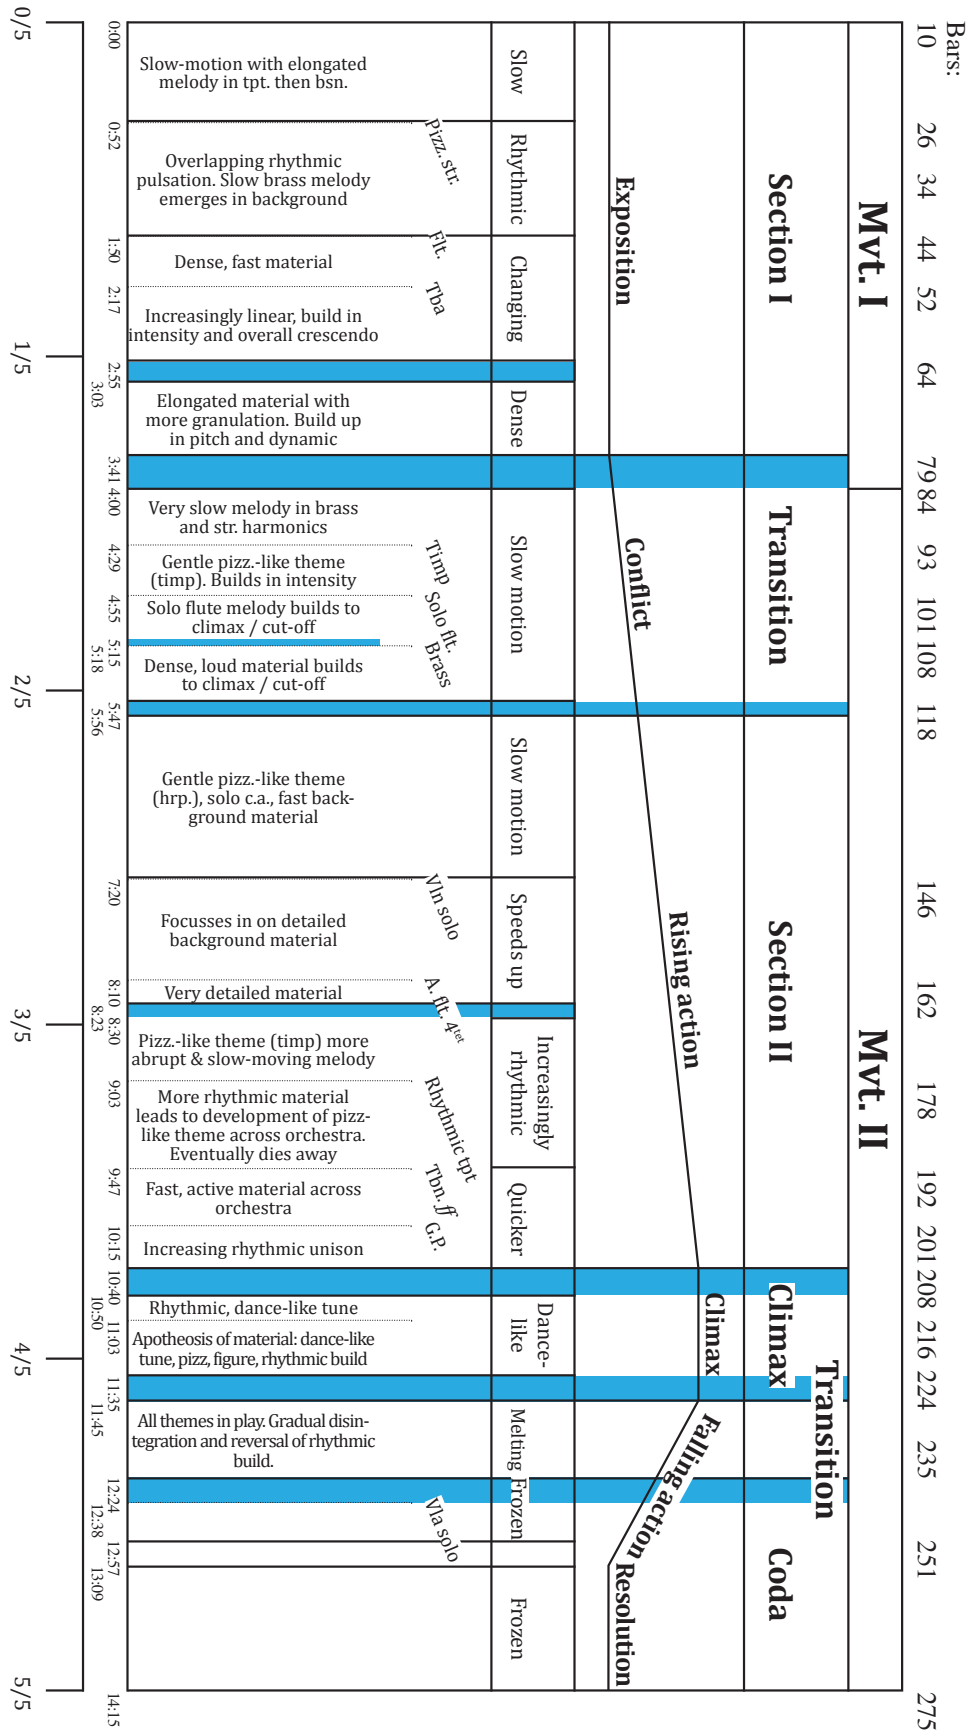 Bars:
10
26
34
44
52
64
79
84
93
101
108
118
146
162
178
192
201
208
216
224
235
251
275
Mvt. I
Mvt. II
Section I
Transition
Section II
Climax
Transition
Coda
Exposition
Conflict
Rising action
Climax
Falling action
Resolution
Slow
Rhythmic
Changing
Dense
Slow motion
Slow motion
Speeds up
Increasingly
rhythmic
Quicker
Dance-
like
Melting
Frozen
Frozen
Pizz. str.
Flt.
Tba
Timp
Solo flt.
Brass
Vln solo
A. flt. 4tet
Rhythmic tpt
Tbn. ff
G.P.
Vla solo
Slow-motion with elongated
melody in tpt. then bsn.
Overlapping rhythmic
pulsation. Slow brass melody
emerges in background
Dense, fast material
Increasingly linear, build in
intensity and overall crescendo
Elongated material with
more granulation. Build up
in pitch and dynamic
Very slow melody in brass
and str. harmonics
Gentle pizz.-like theme
(timp). Builds in intensity
Solo flute melody builds to
climax / cut-off
Dense, loud material builds
to climax / cut-off
Gentle pizz.-like theme
(hrp.), solo c.a., fast back-
ground material
Focusses in on detailed
background material
Very detailed material
Pizz.-like theme (timp) more
abrupt & slow-moving melody
More rhythmic material
leads to development of pizz-
like theme across orchestra.
Eventually dies away
Fast, active material across
orchestra
Increasing rhythmic unison
Rhythmic, dance-like tune
Apotheosis of material: dance-like
tune, pizz, figure, rhythmic build
All themes in play. Gradual disin-
tegration and reversal of rhythmic
build.
0:00
0:52
1:50
2:17
2:55
3:03
3:41
4:00
4:29
4:55
5:15
5:18
5:47
5:56
7:20
8:10
8:23
8:30
9:03
9:47
10:15
10:40
10:50
11:03
11:35
11:45
12:24
12:38
12:57
13:09
14:15
0/5
1/5
2/5
3/5
4/5
5/5